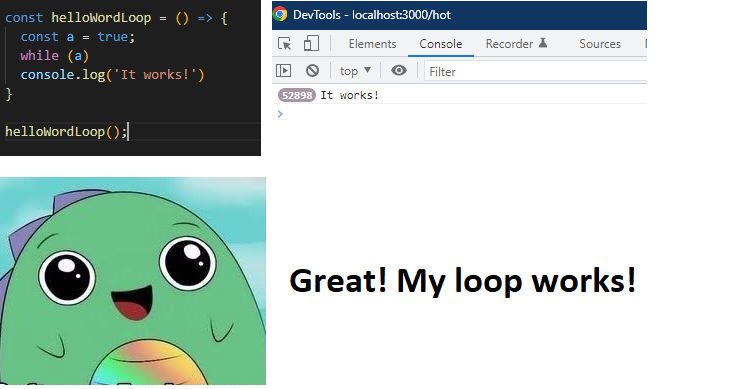 const helloWordLoop = () => {
const a = true;
while (a)
console.log('It works!')
}
helloWordLoop();
DevTools - localhost:3000/hot
Elements Console Recorder Sources
top Filter
52898 It works!
Great! My loop works!